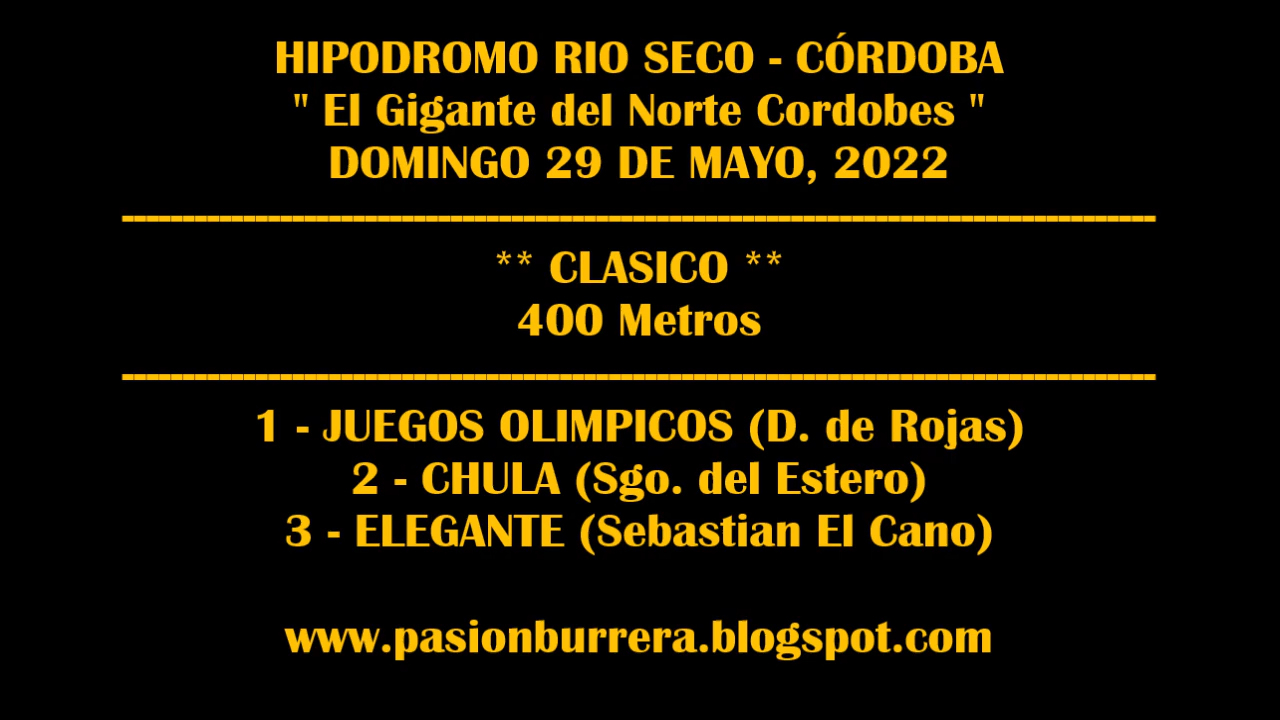 HIPODROMO RIO SECO - CÓRDOBA
" El Gigante del Norte Cordobes "
DOMINGO 29 DE MAYO, 2022
** CLASICO **
400 Metros
1 - JUEGOS OLIMPICOS (D. de Rojas)
2 - CHULA (Sgo. del Estero)
3 - ELEGANTE (Sebastian El Cano)
www.pasionburrera.blogspot.com